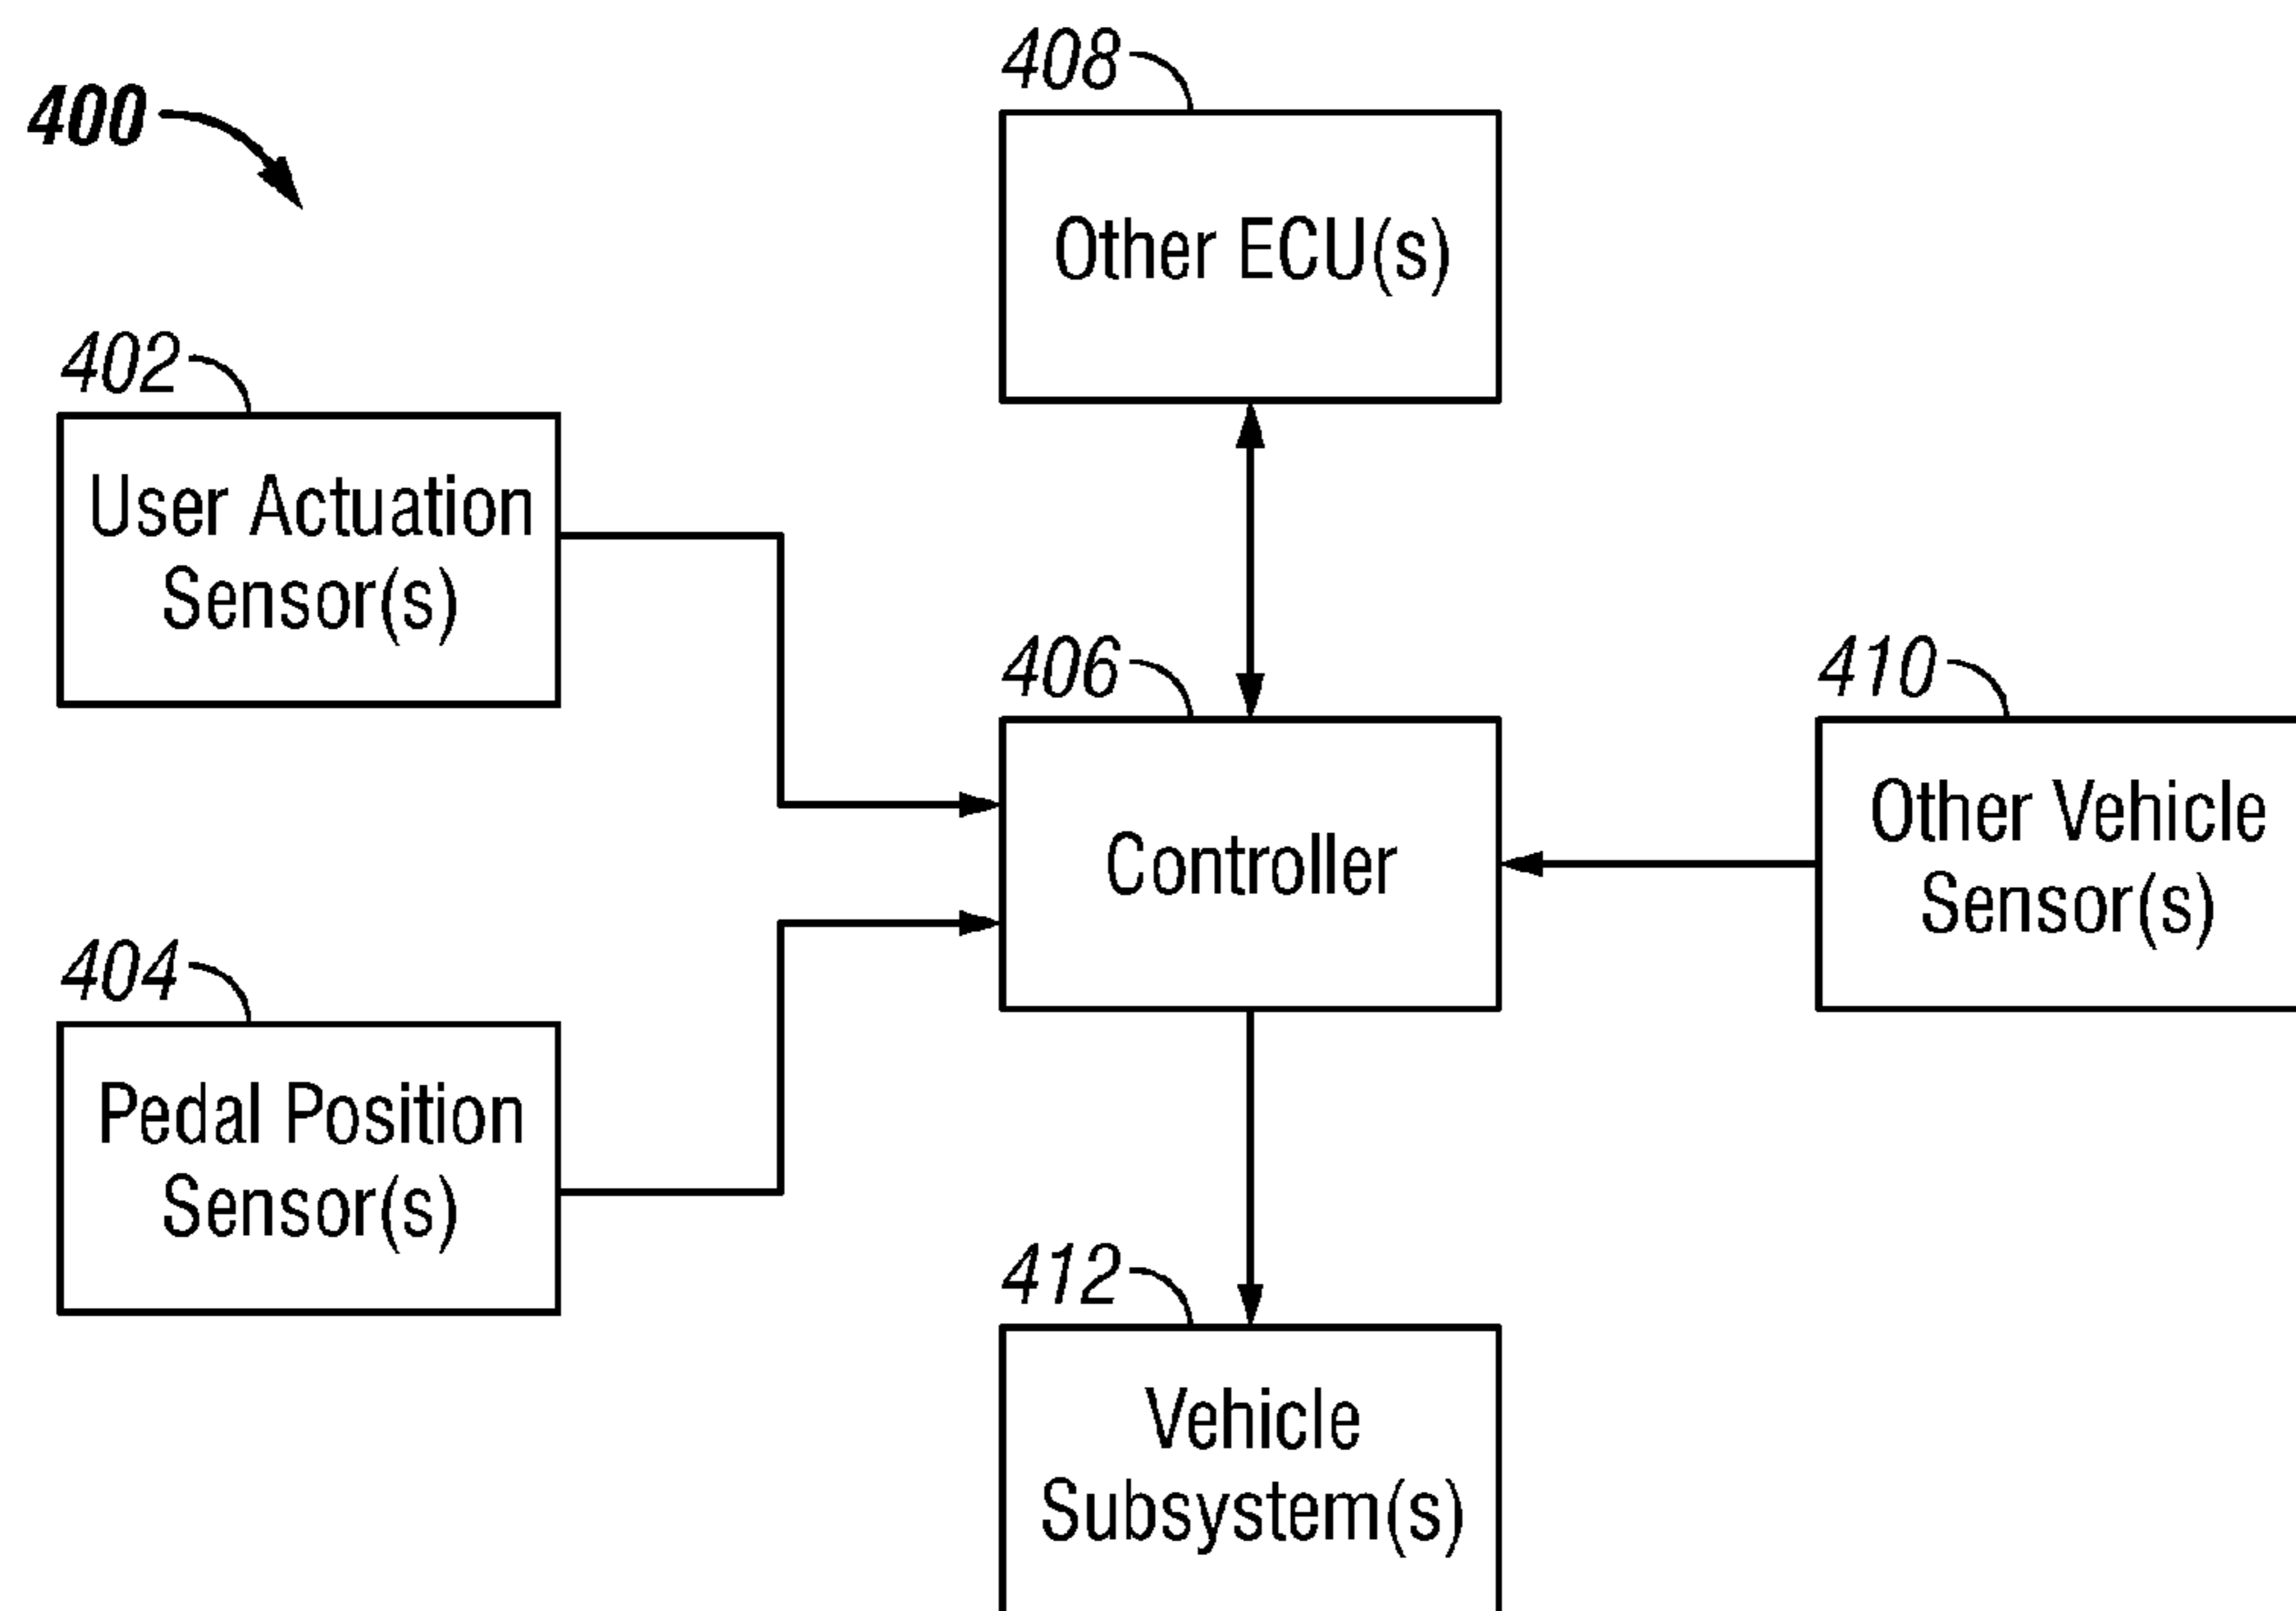 400
408
Other ECU(s)
402
User Actuation
Sensor(s)
406
Controller
410
Other Vehicle
Sensor(s)
404
Pedal Position
Sensor(s)
412
Vehicle
Subsystem(s)